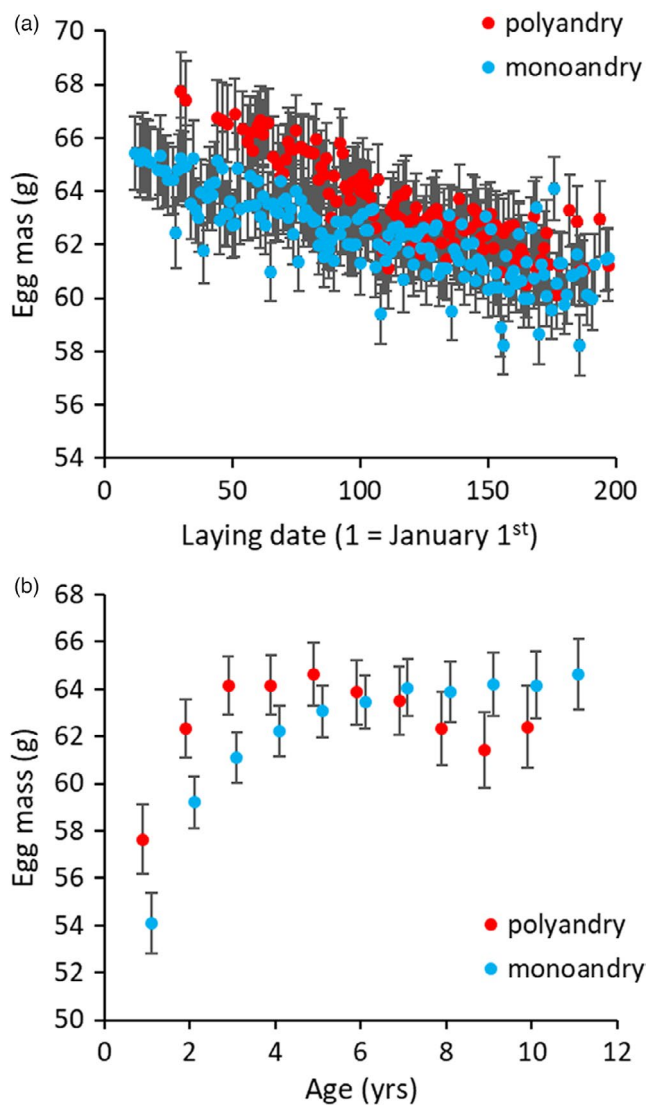 (a)
70
68
66
64
62
60
58
56
54
Egg mas (g)
polyandry
monoandry
0 50 100 150 200
Laying date (1 = January 1st)
(b)
68
66
64
62
60
58
56
54
52
50
Egg mass (g)
polyandry
monoandry
0 2 4 6 8 10 12
Age (yrs)